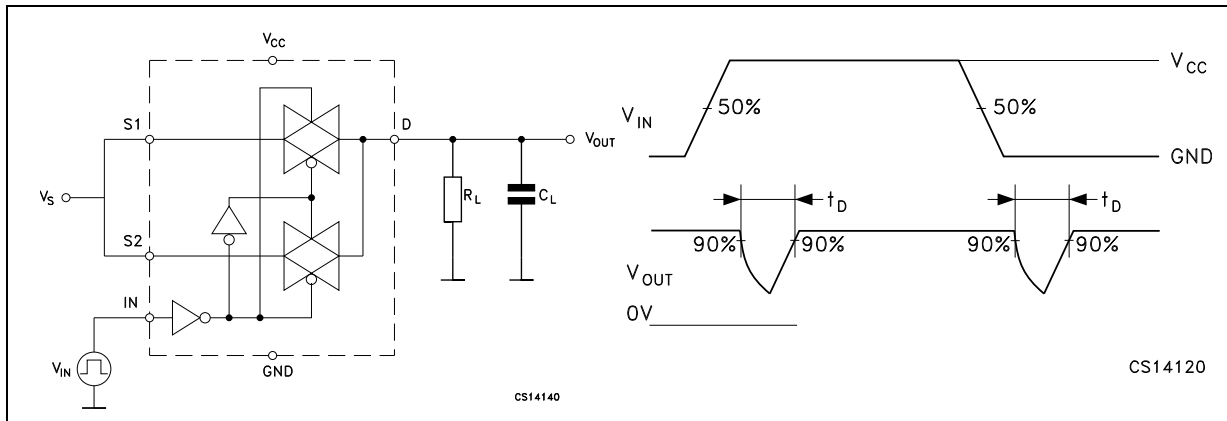 VCC
S1
D
VOUT
VS
RL
CL
S2
IN
VIN
GND
CS14140
VCC
50%
50%
VIN
GND
tD
tD
90%
90%
90%
90%
VOUT
0V
CS14120